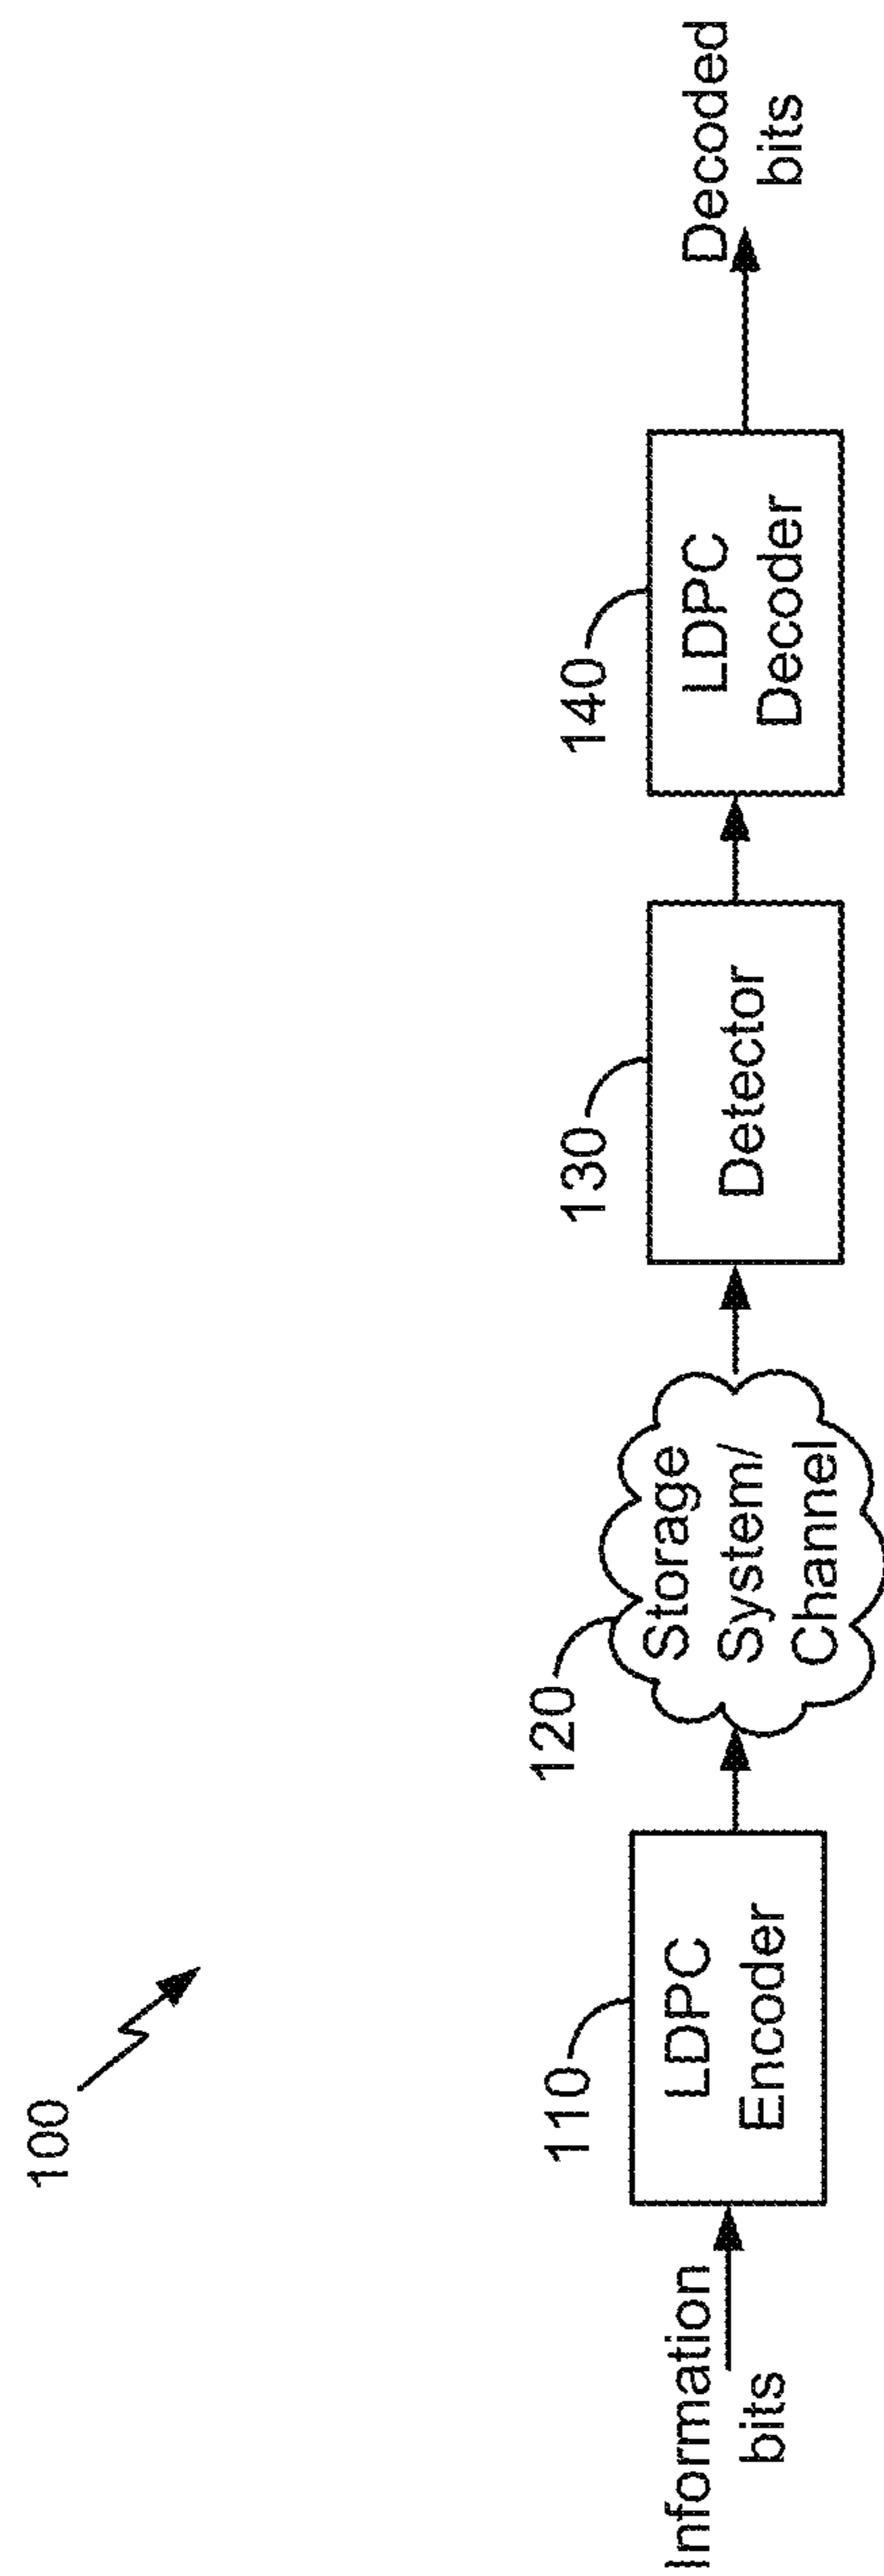 100
Information
bits
110
LDPC
Encoder
120
Storage
System/
Channel
130
Detector
140
LDPC
Decoder
Decoded
bits